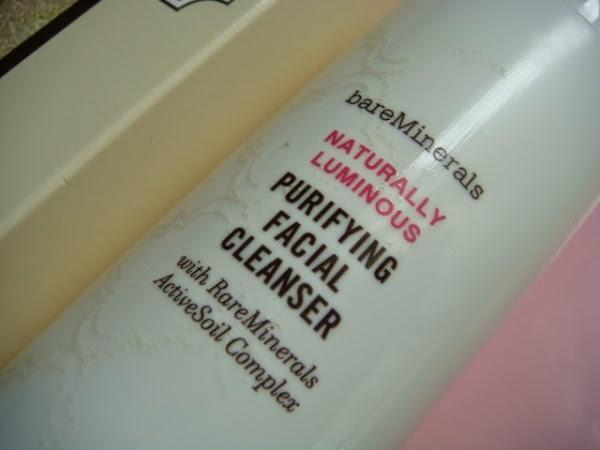 bareMinerals
NATURALLY
LUMINOUS
PURIFYING
FACIAL
CLEANSER
with RareMinerals
ActiveSoil Complex